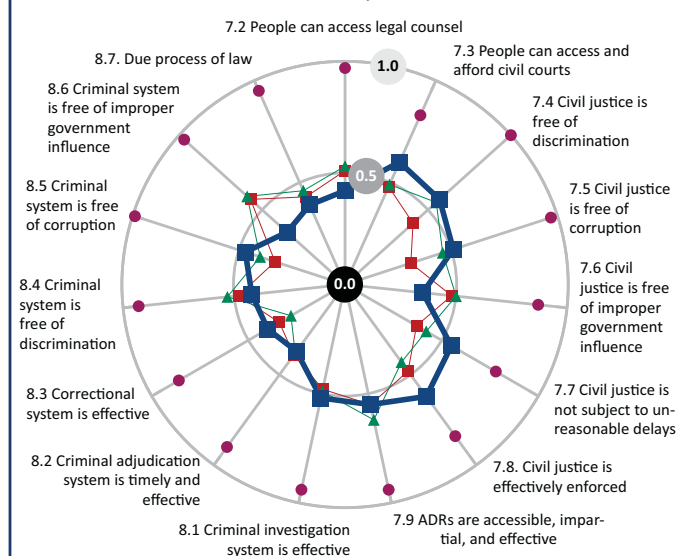 7.2 People can access legal counsel
7.3 People can access and
afford civil courts
7.4 Civil justice is
free of
discrimination
7.5 Civil justice
is free of
corruption
7.6 Civil
justice is free
of improper
government
influence
7.7 Civil justice is
not subject to un-
reasonable delays
7.8. Civil justice is
effectively enforced
7.9 ADRs are accessible, impar-
tial, and effective
8.1 Criminal investigation
system is effective
8.2 Criminal adjudication
system is timely and
effective
8.3 Correctional
system is effective
8.4 Criminal
system is
free of
discrimination
8.5 Criminal
system is free
of corruption
8.6 Criminal system
is free of improper
government
influence
8.7. Due process of law
1.0
0.5
0.0